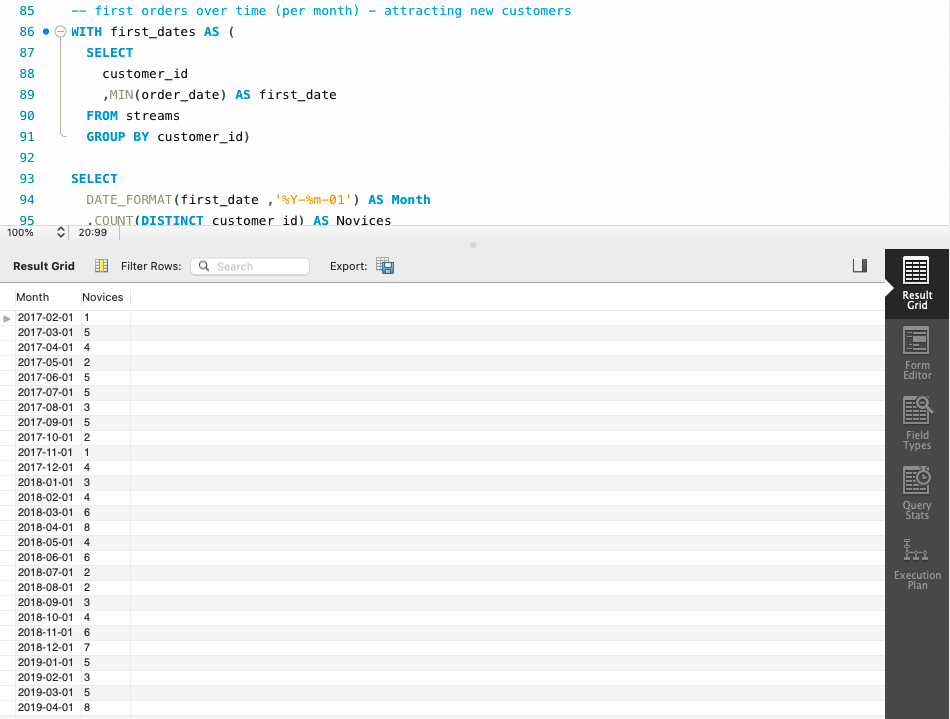 85 -- first orders over time (per month) - attracting new customers
86 WITH first_dates AS (
87 SELECT
88 customer_id
89 ,MIN(order_date) AS first_date
90 FROM streams
91 GROUP BY customer_id)
92
93 SELECT
94 DATE_FORMAT(first_date ,'%Y-%m-01') AS Month
95 ,COUNT(DISTINCT customer_id) AS Novices
100% 20:99
Result Grid Filter Rows: Search Export:
Month Novices
2017-02-01 1
2017-03-01 5
2017-04-01 4
2017-05-01 2
2017-06-01 5
2017-07-01 5
2017-08-01 3
2017-09-01 5
2017-10-01 2
2017-11-01 1
2017-12-01 4
2018-01-01 3
2018-02-01 4
2018-03-01 6
2018-04-01 8
2018-05-01 4
2018-06-01 6
2018-07-01 2
2018-08-01 2
2018-09-01 3
2018-10-01 4
2018-11-01 6
2018-12-01 7
2019-01-01 5
2019-02-01 3
2019-03-01 5
2019-04-01 8
Result
Grid
Form
Editor
Field
Types
Query
Stats
Execution
Plan